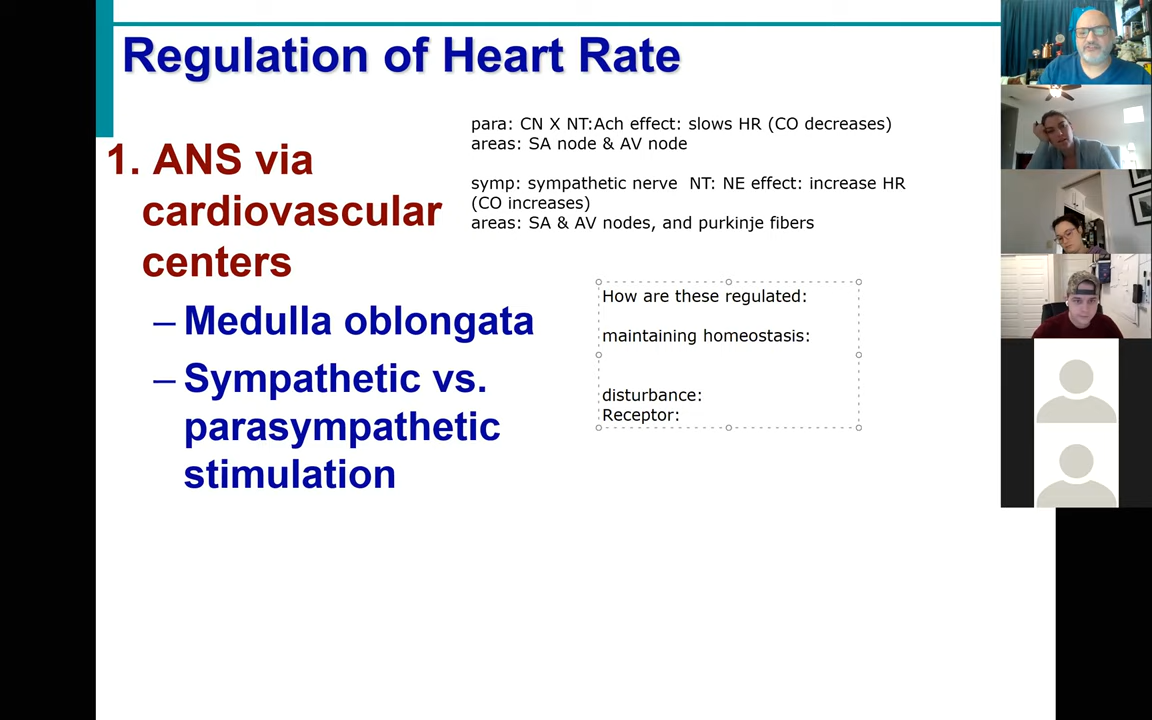 Regulation of Heart Rate
1. ANS via
cardiovascular
centers
– Medulla oblongata
– Sympathetic vs.
parasympathetic
stimulation
para: CN X NT:Ach effect: slows HR (CO decreases)
areas: SA node & AV node
symp: sympathetic nerve  NT: NE effect: increase HR
(CO increases)
areas: SA & AV nodes, and purkinje fibers
How are these regulated:
maintaining homeostasis:
disturbance:
Receptor: